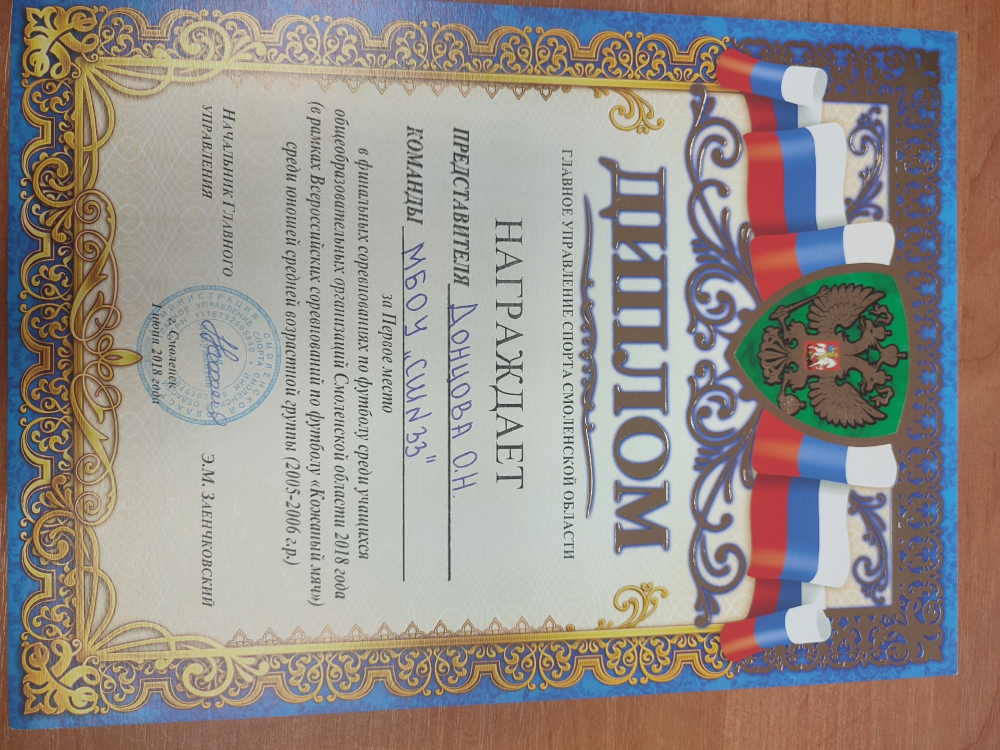 ДИПЛОМ
ГЛАВНОЕ УПРАВЛЕНИЕ СПОРТА СМОЛЕНСКОЙ ОБЛАСТИ
НАГРАЖДАЕТ
ПРЕДСТАВИТЕЛЯ ДОНЦОВА О.Н.
КОМАНДЫ МБОУ „СШ№33"
за Первое место
в финальных соревнованиях по футболу среди учащихся
общеобразовательных организаций Смоленской области 2018 года
(в рамках Всероссийских соревнований по футболу «Кожаный мяч»)
среди юношей средней возрастной группы (2005-2006 г.р.)
НАЧАЛЬНИК ГЛАВНОГО
УПРАВЛЕНИЯ
Э.М. ЗАЕНЧКОВСКИЙ
г. Смоленск
1 июня 2018 года